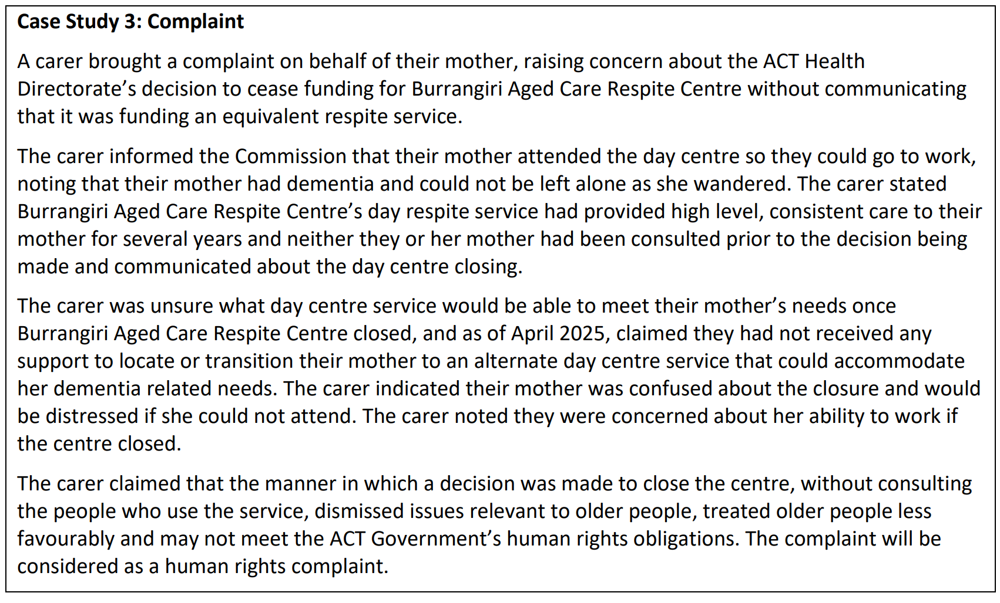 Case Study 3: Complaint
A carer brought a complaint on behalf of their mother, raising concern about the ACT Health
Directorate’s decision to cease funding for Burrangiri Aged Care Respite Centre without communicating
that it was funding an equivalent respite service.
The carer informed the Commission that their mother attended the day centre so they could go to work,
noting that their mother had dementia and could not be left alone as she wandered. The carer stated
Burrangiri Aged Care Respite Centre’s day respite service had provided high level, consistent care to their
mother for several years and neither they or her mother had been consulted prior to the decision being
made and communicated about the day centre closing.
The carer was unsure what day centre service would be able to meet their mother’s needs once
Burrangiri Aged Care Respite Centre closed, and as of April 2025, claimed they had not received any
support to locate or transition their mother to an alternate day centre service that could accommodate
her dementia related needs. The carer indicated their mother was confused about the closure and would
be distressed if she could not attend. The carer noted they were concerned about her ability to work if
the centre closed.
The carer claimed that the manner in which a decision was made to close the centre, without consulting
the people who use the service, dismissed issues relevant to older people, treated older people less
favourably and may not meet the ACT Government’s human rights obligations. The complaint will be
considered as a human rights complaint.